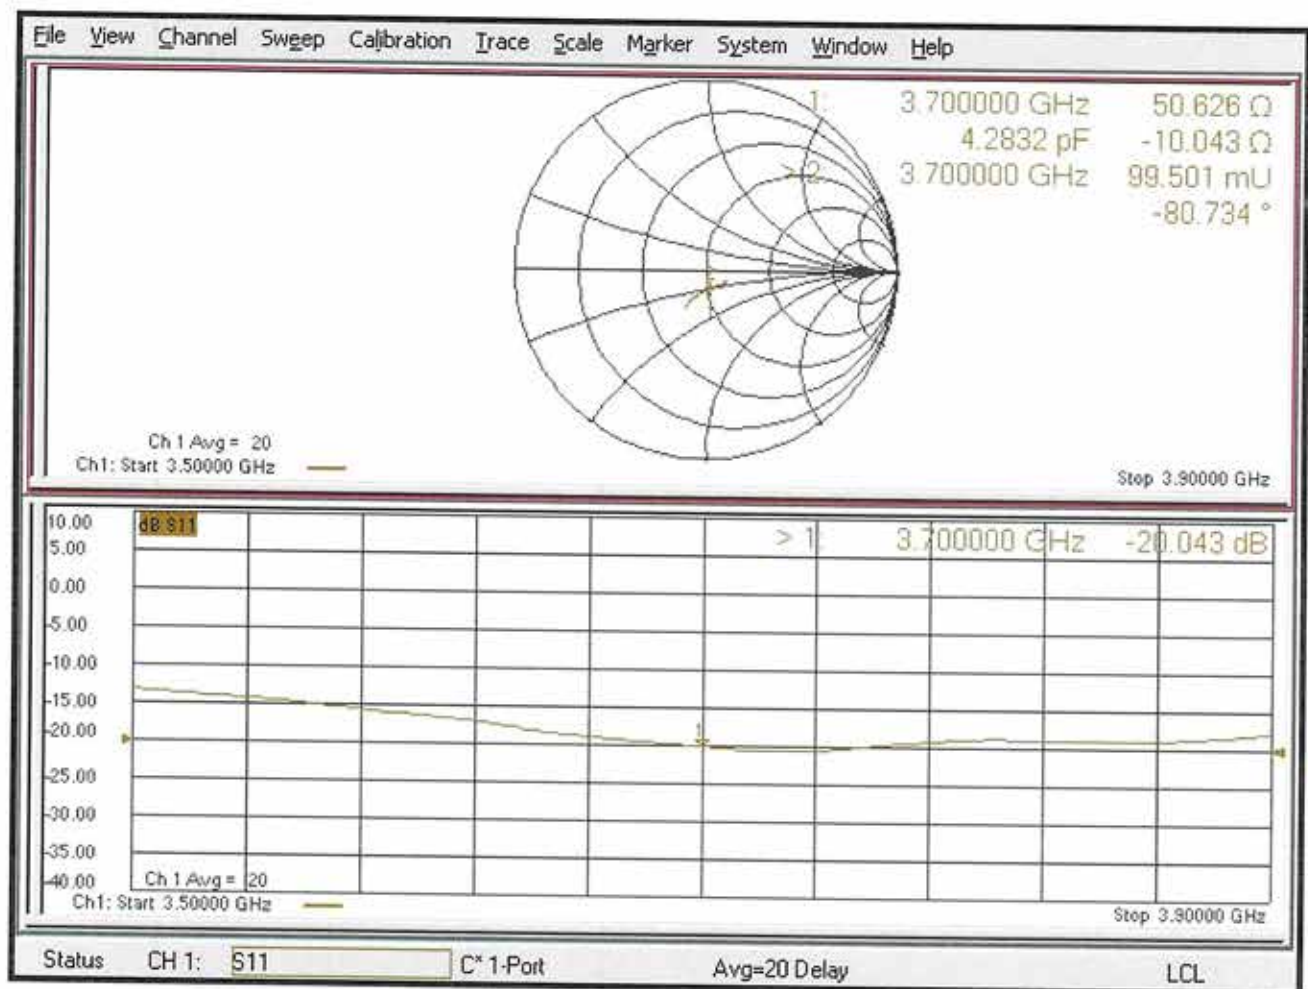 File View Channel Sweep Calibration Trace Scale Marker System Window Help
1: 3.700000 GHz 50.626 Ω
4.2832 pF -10.043 Ω
> 2: 3.700000 GHz 99.501 mU
-80.734 °
Ch 1 Avg = 20
Ch1: Start 3.50000 GHz
Stop 3.90000 GHz
10.00
dB S11
> 1: 3.700000 GHz -20.043 dB
5.00
0.00
-5.00
-10.00
-15.00
-20.00
1
-25.00
-30.00
-35.00
-40.00
Ch 1 Avg = 20
Ch1: Start 3.50000 GHz
Stop 3.90000 GHz
Status CH 1: S11 C* 1-Port Avg=20 Delay LCL